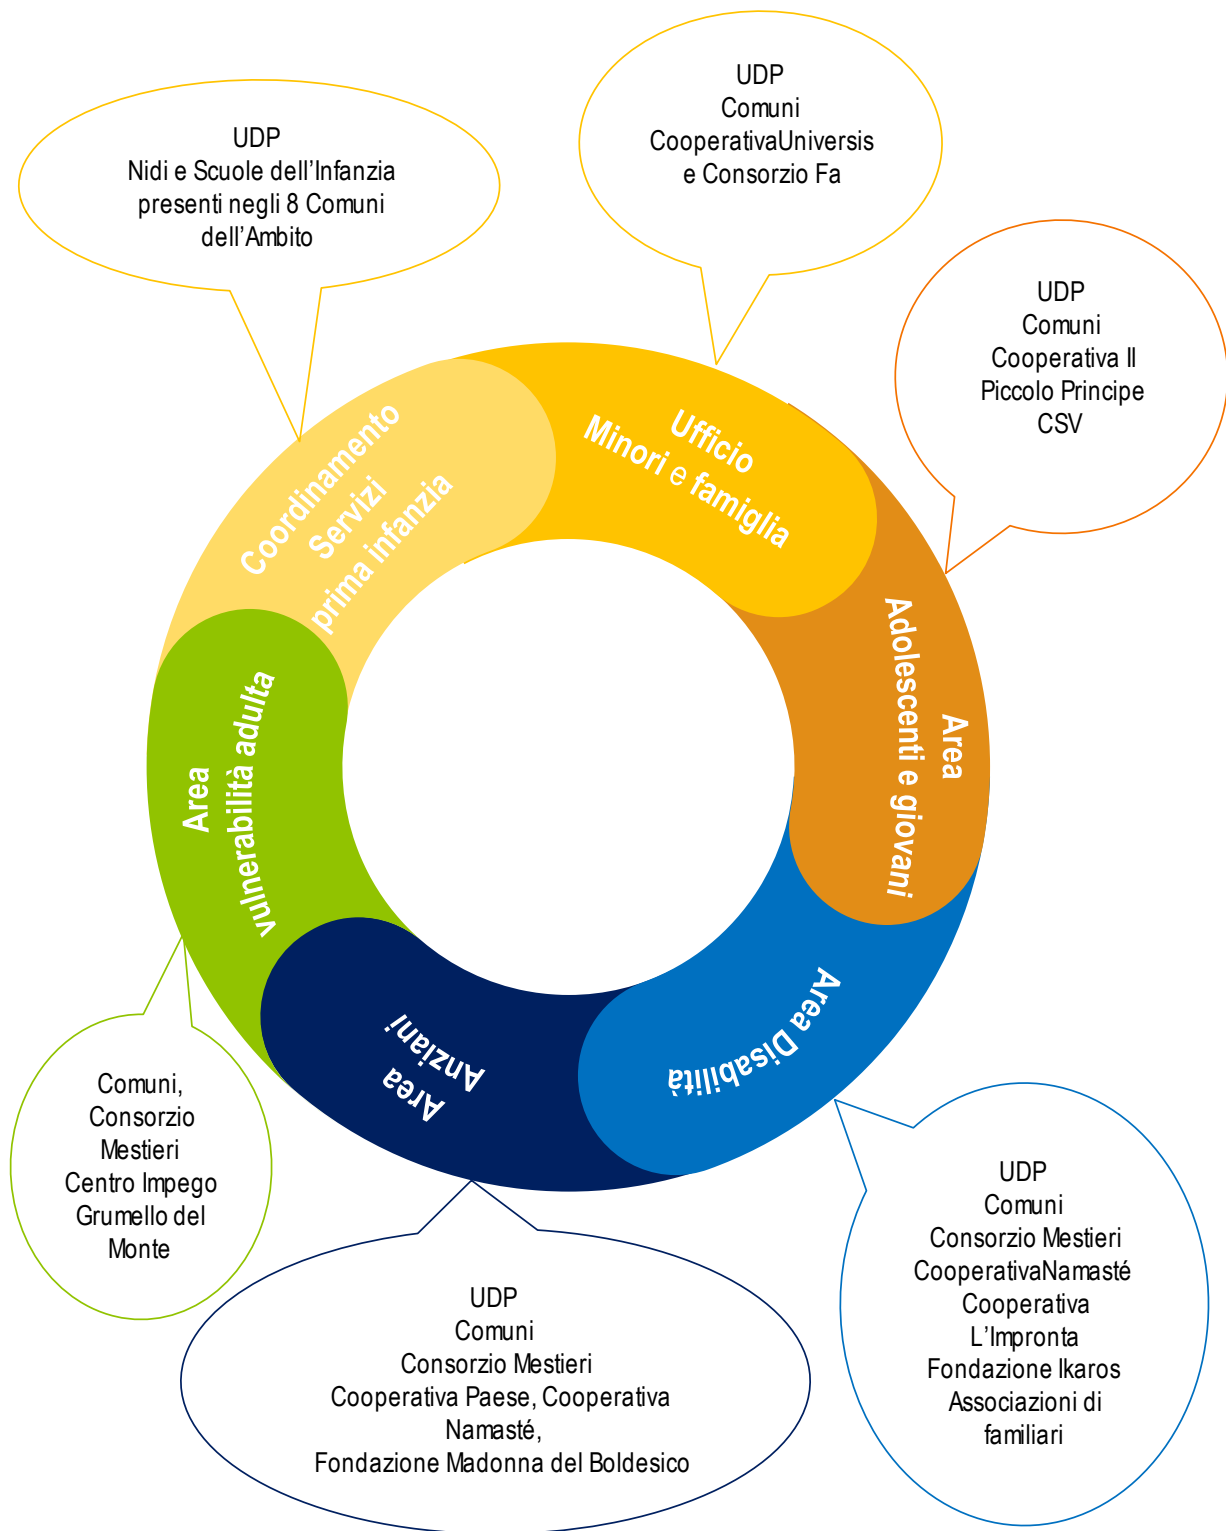 UDP
Nidi e Scuole dell'Infanzia
presenti negli 8 Comuni
dell'Ambito
UDP
Comuni
CooperativaUniversis
e Consorzio Fa
UDP
Comuni
Cooperativa Il
Piccolo Principe
CSV
Coordinamento
Servizi
prima infanzia
Ufficio
Minori e famiglia
Area
Adolescenti e giovani
Area Disabilità
Area
Anziani
Area
vulnerabilità adulta
Comuni,
Consorzio
Mestieri
Centro Impego
Grumello del
Monte
UDP
Comuni
Consorzio Mestieri
Cooperativa Paese, Cooperativa
Namasté,
Fondazione Madonna del Boldesico
UDP
Comuni
Consorzio Mestieri
CooperativaNamasté
Cooperativa
L'Impronta
Fondazione Ikaros
Associazioni di
familiari